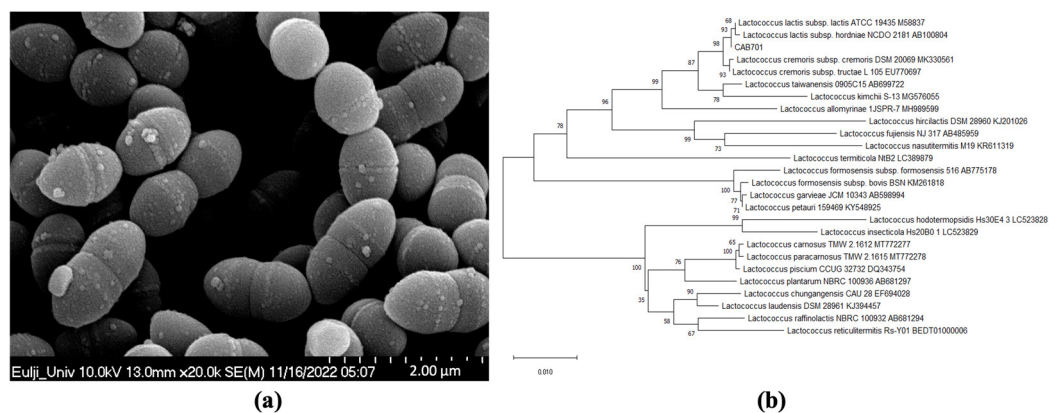 Eulji_Univ 10.0kV 13.0mm x20.0k SE(M) 11/16/2022 05:07 2.00 µm
(a)
68
93
98
87
93
99
78
96
78
99
73
100
77
71
99
100
65
100
76
35
90
58
67
Lactococcus lactis subsp. lactis ATCC 19435 M58837
Lactococcus lactis subsp. hordniae NCDO 2181 AB100804
CAB701
Lactococcus cremoris subsp. cremoris DSM 20069 MK330561
Lactococcus cremoris subsp. tructae L 105 EU770697
Lactococcus taiwanensis 0905C15 AB699722
Lactococcus kimchii S-13 MG576055
Lactococcus allomyrinae 1JSPR-7 MH989599
Lactococcus hircilactis DSM 28960 KJ201026
Lactococcus fujiensis NJ 317 AB485959
Lactococcus nasutitermitis M19 KR611319
Lactococcus termiticola NtB2 LC389879
Lactococcus formosensis subsp. formosensis 516 AB775178
Lactococcus formosensis subsp. bovis BSN KM261818
Lactococcus garvieae JCM 10343 AB598994
Lactococcus petauri 159469 KY548925
Lactococcus hodotermopsidis Hs30E4 3 LC523828
Lactococcus insecticola Hs20B0 1 LC523829
Lactococcus carnosus TMW 2.1612 MT772277
Lactococcus paracarnosus TMW 2.1615 MT772278
Lactococcus piscium CCUG 32732 DQ343754
Lactococcus plantarum NBRC 100936 AB681297
Lactococcus chungangensis CAU 28 EF694028
Lactococcus laudensis DSM 28961 KJ394457
Lactococcus raffinolactis NBRC 100932 AB681294
Lactococcus reticulitermitis Rs-Y01 BEDT01000006
0.010
(b)